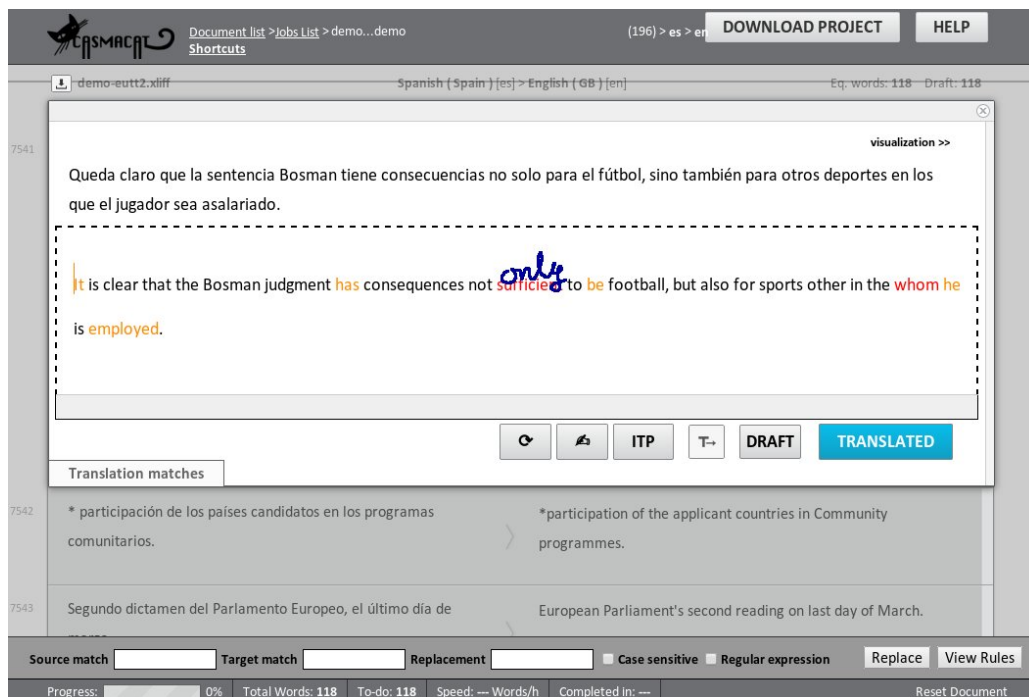 CASMACAT
Document list >Jobs List > demo...demo
Shortcuts
(196) > es > en
DOWNLOAD PROJECT
HELP
demo-eutt2.xliff
Spanish ( Spain ) [es] > English ( GB ) [en]
Eq. words: 118 Draft: 118
7541
visualization >>
Queda claro que la sentencia Bosman tiene consecuencias no solo para el fútbol, sino también para otros deportes en los
que el jugador sea asalariado.
only
It is clear that the Bosman judgment has consequences not sufficient to be football, but also for sports other in the whom he
is employed.
ITP
T→
DRAFT
TRANSLATED
Translation matches
7542
* participación de los países candidatos en los programas
comunitarios.
*participation of the applicant countries in Community
programmes.
7543
Segundo dictamen del Parlamento Europeo, el último día de
European Parliament's second reading on last day of March.
Source match
Target match
Replacement
Case sensitive
Regular expression
Replace
View Rules
Progress: 0% Total Words: 118 To-do: 118 Speed: --- Words/h Completed in: --- Reset Document